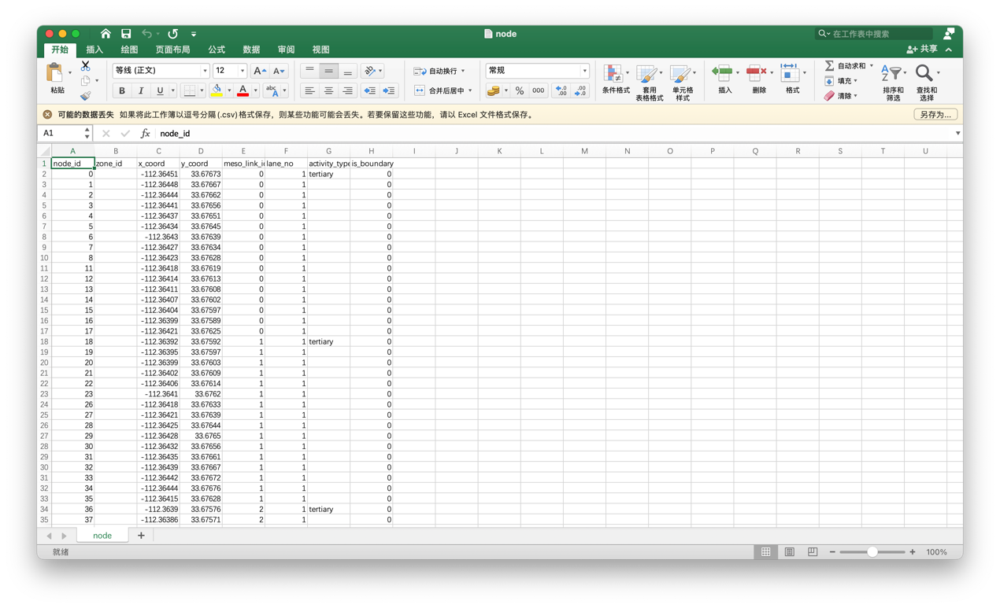 node
在工作表中搜索
开始 插入 绘图 页面布局 公式 数据 审阅 视图 共享
粘贴
等线 (正文) 12 A A
B I U A abc A
自动换行
合并后居中
常规
% 000 .0 .00 .00 .0
条件格式 套用 表格格式 单元格 样式
插入 删除 格式
自动求和
填充
清除
排序和 筛选 查找和 选择
可能的数据丢失 如果将此工作簿以逗号分隔 (.csv) 格式保存，则某些功能可能会丢失。若要保留这些功能，请以 Excel 文件格式保存。 另存为...
A1 fx node_id
A B C D E F G H I J K L M N O P Q R S T U
1 node_id zone_id x_coord y_coord meso_link_i lane_no activity_type is_boundary
2 0 -112.36451 33.67673 0 1 tertiary 0
3 1 -112.36448 33.67667 0 1 0
4 2 -112.36444 33.67662 0 1 0
5 3 -112.36441 33.67656 0 1 0
6 4 -112.36437 33.67651 0 1 0
7 5 -112.36434 33.67645 0 1 0
8 6 -112.3643 33.67639 0 1 0
9 7 -112.36427 33.67634 0 1 0
10 8 -112.36423 33.67628 0 1 0
11 11 -112.36418 33.67619 0 1 0
12 12 -112.36414 33.67613 0 1 0
13 13 -112.36411 33.67608 0 1 0
14 14 -112.36407 33.67602 0 1 0
15 15 -112.36404 33.67597 0 1 0
16 16 -112.36399 33.67589 0 1 0
17 17 -112.36421 33.67625 0 1 0
18 18 -112.36392 33.67592 1 1 tertiary 0
19 19 -112.36395 33.67597 1 1 0
20 20 -112.36399 33.67603 1 1 0
21 21 -112.36402 33.67609 1 1 0
22 22 -112.36406 33.67614 1 1 0
23 23 -112.3641 33.6762 1 1 0
24 26 -112.36418 33.67633 1 1 0
25 27 -112.36421 33.67639 1 1 0
26 28 -112.36425 33.67644 1 1 0
27 29 -112.36428 33.6765 1 1 0
28 30 -112.36432 33.67656 1 1 0
29 31 -112.36435 33.67661 1 1 0
30 32 -112.36439 33.67667 1 1 0
31 33 -112.36442 33.67672 1 1 0
32 34 -112.36444 33.67676 1 1 0
33 35 -112.36415 33.67628 1 1 0
34 36 -112.3639 33.67576 2 1 tertiary 0
35 37 -112.36386 33.67571 2 1 0
node +
就绪 100%